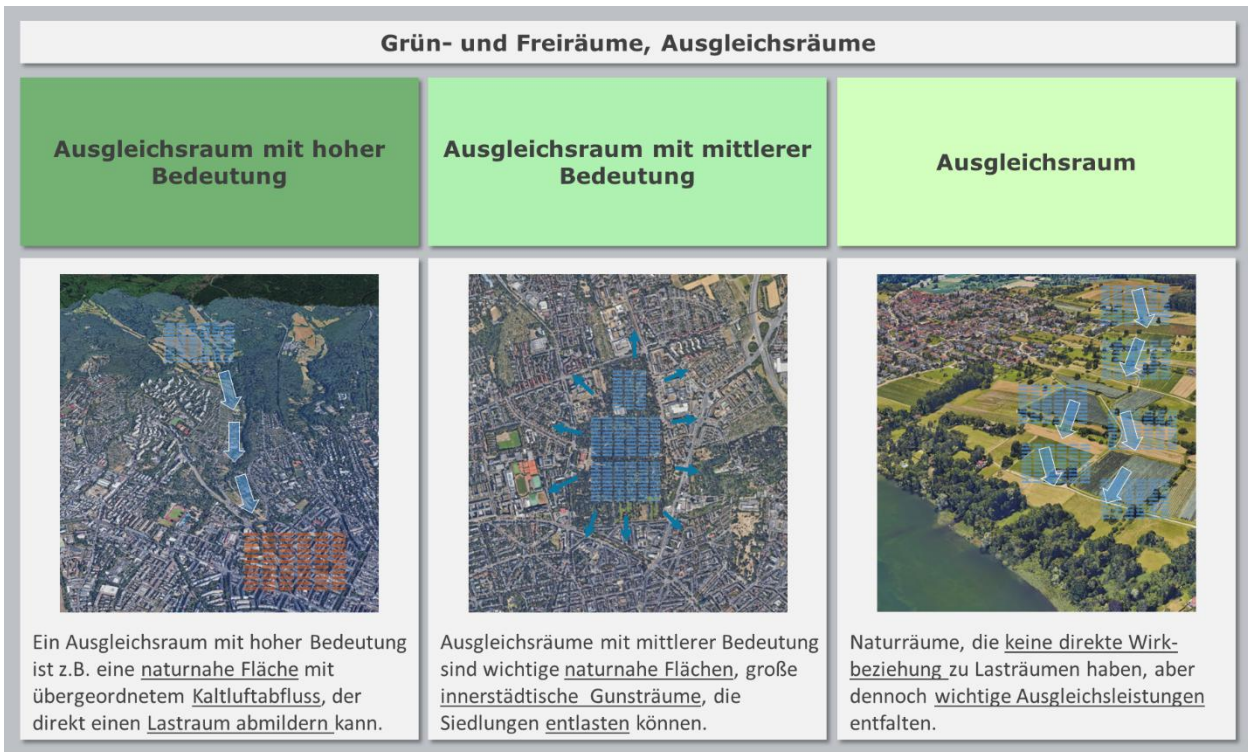 Grün- und Freiräume, Ausgleichsräume
Ausgleichsraum mit hoher
Bedeutung
Ausgleichsraum mit mittlerer
Bedeutung
Ausgleichsraum
Ein Ausgleichsraum mit hoher Bedeutung
ist z.B. eine naturnahe Fläche mit
übergeordnetem Kaltluftabfluss, der
direkt einen Lastraum abmildern kann.
Ausgleichsräume mit mittlerer Bedeutung
sind wichtige naturnahe Flächen, große
innerstädtische Gunsträume, die
Siedlungen entlasten können.
Naturräume, die keine direkte Wirk-
beziehung zu Lasträumen haben, aber
dennoch wichtige Ausgleichsleistungen
entfalten.